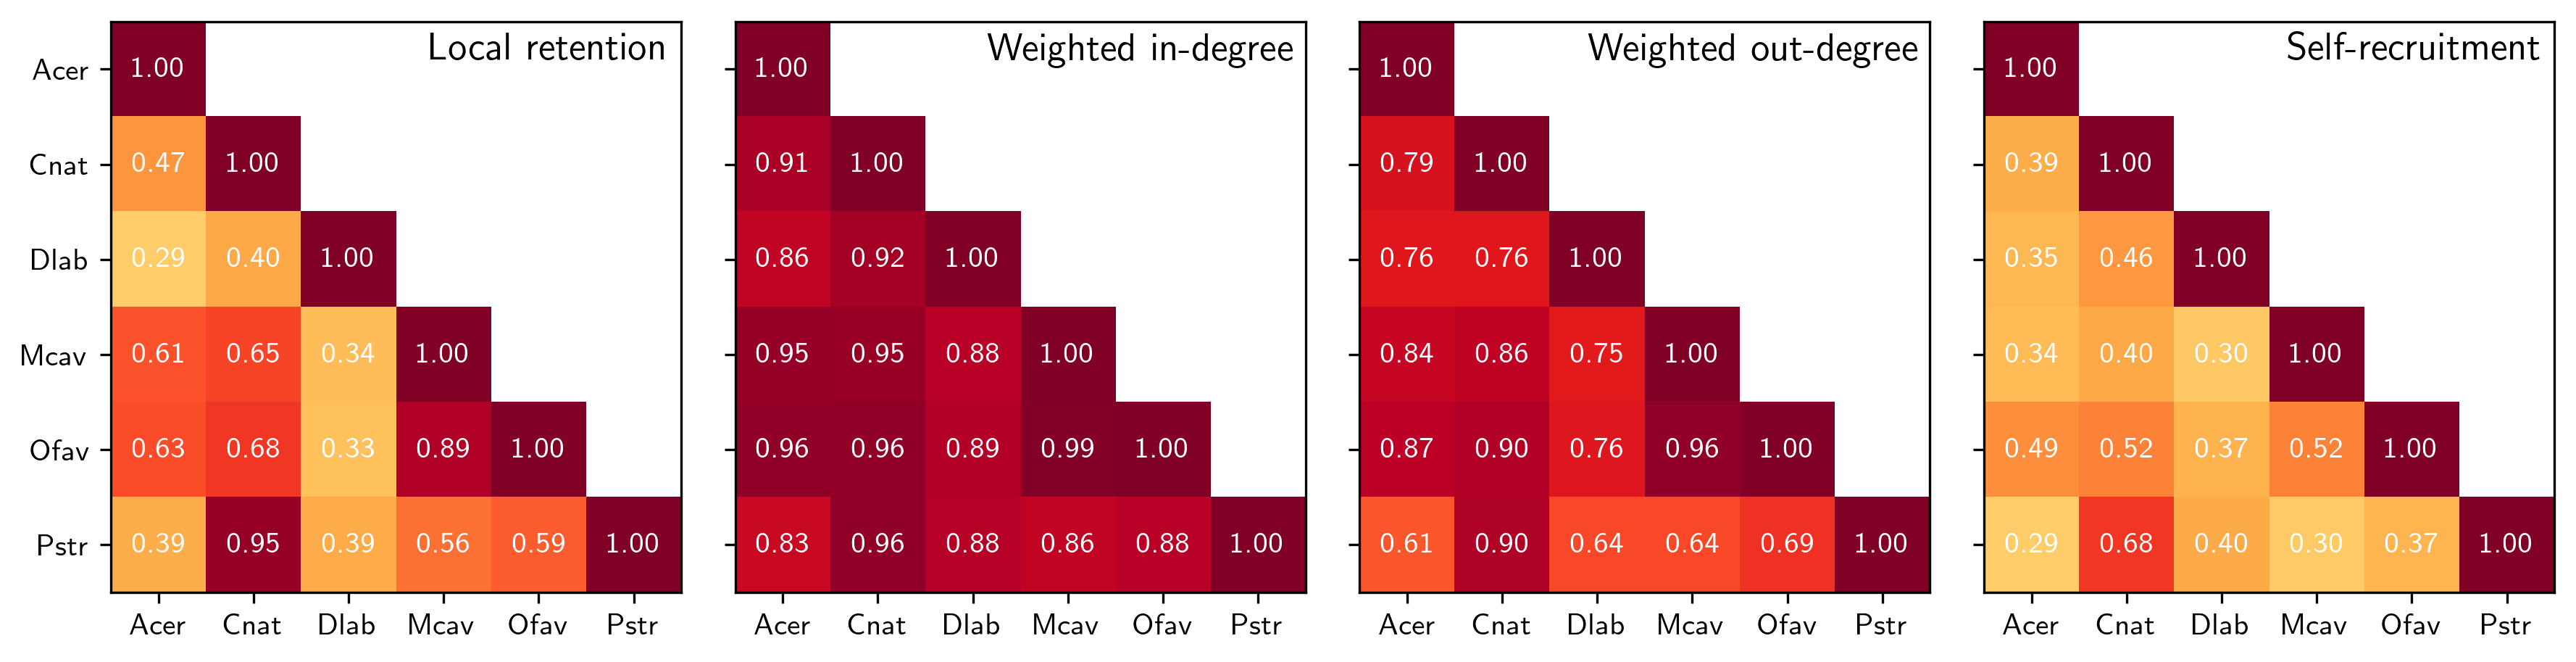 Local retention
Weighted in-degree
Weighted out-degree
Self-recruitment
Acer 1.00 1.00 1.00 1.00
Cnat 0.47 1.00 0.91 1.00 0.79 1.00 0.39 1.00
Dlab 0.29 0.40 1.00 0.86 0.92 1.00 0.76 0.76 1.00 0.35 0.46 1.00
Mcav 0.61 0.65 0.34 1.00 0.95 0.95 0.88 1.00 0.84 0.86 0.75 1.00 0.34 0.40 0.30 1.00
Ofav 0.63 0.68 0.33 0.89 1.00 0.96 0.96 0.89 0.99 1.00 0.87 0.90 0.76 0.96 1.00 0.49 0.52 0.37 0.52 1.00
Pstr 0.39 0.95 0.39 0.56 0.59 1.00 0.83 0.96 0.88 0.86 0.88 1.00 0.61 0.90 0.64 0.64 0.69 1.00 0.29 0.68 0.40 0.30 0.37 1.00
Acer Cnat Dlab Mcav Ofav Pstr Acer Cnat Dlab Mcav Ofav Pstr Acer Cnat Dlab Mcav Ofav Pstr Acer Cnat Dlab Mcav Ofav Pstr